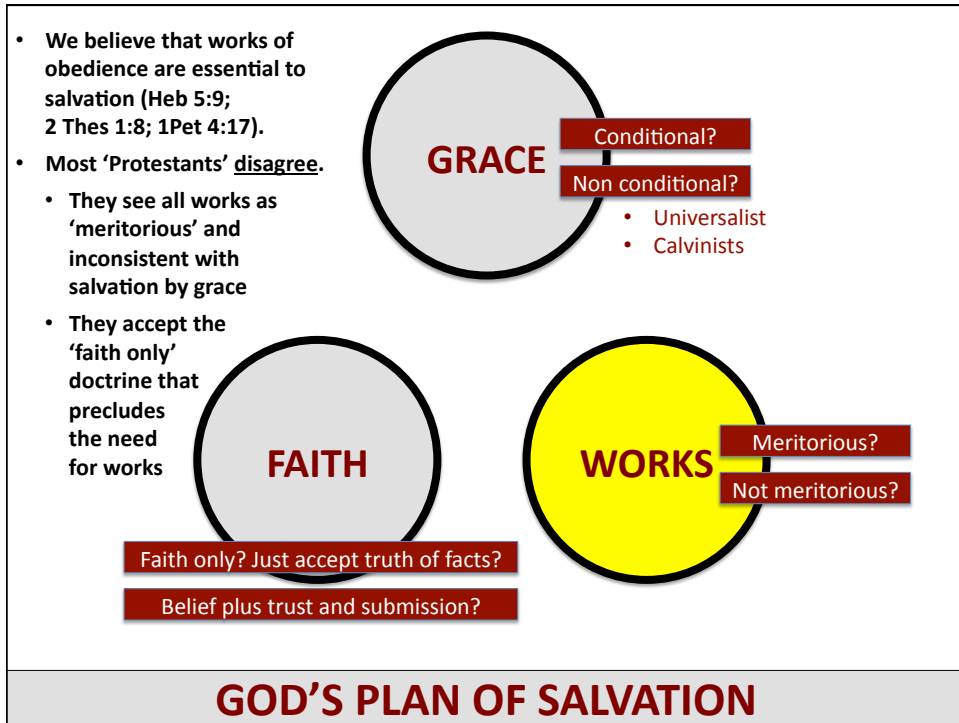 • We believe that works of
obedience are essential to
salvation (Heb 5:9;
2 Thes 1:8; 1Pet 4:17).
• Most ‘Protestants’ disagree.
• They see all works as
‘meritorious’ and
inconsistent with
salvation by grace
• They accept the
‘faith only’
doctrine that
precludes
the need
for works
GRACE
Conditional?
Non conditional?
• Universalist
• Calvinists
FAITH
Faith only? Just accept truth of facts?
Belief plus trust and submission?
WORKS
Meritorious?
Not meritorious?
GOD’S PLAN OF SALVATION